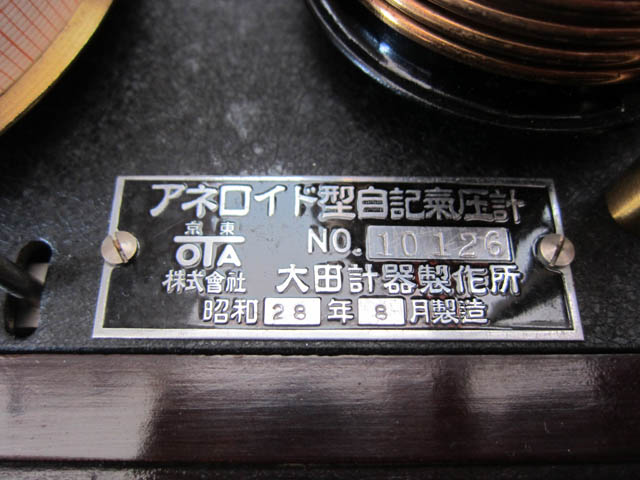 アネロイド型自記氣圧計
京東
OTA
NO. 10126
株式會社 大田計器製作所
昭和 28 年 8 月製造